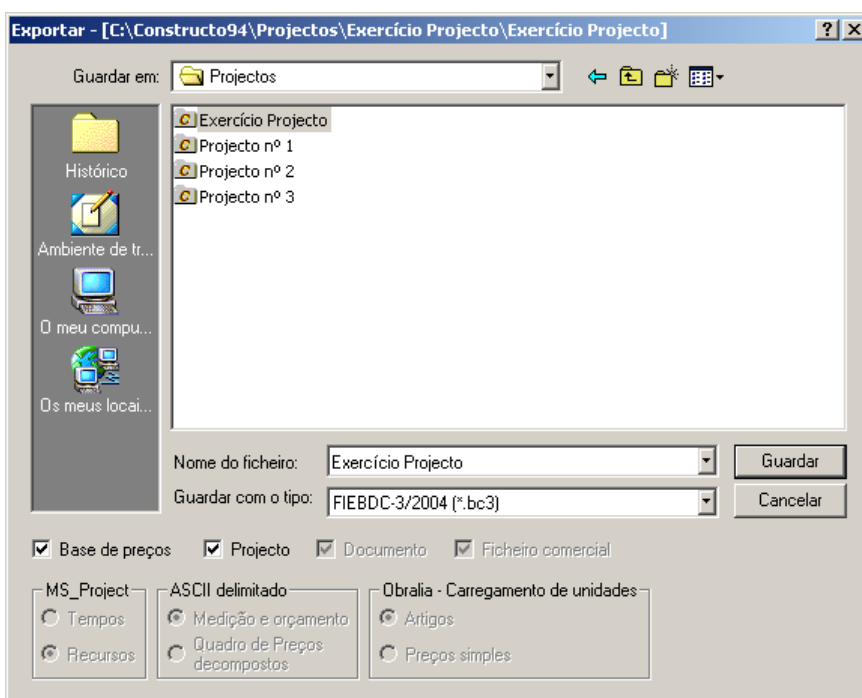 Exportar - [C:\Constructo94\Projectos\Exercício Projecto\Exercício Projecto]
Guardar em: Projectos
Exercício Projecto
Projecto nº 1
Projecto nº 2
Projecto nº 3
Histórico
Ambiente de tr...
O meu compu...
Os meus locai...
Nome do ficheiro: Exercício Projecto Guardar
Guardar com o tipo: FIEBDC-3/2004 (*.bc3) Cancelar
Base de preços Projecto Documento Ficheiro comercial
MS_Project
Tempos
Recursos
ASCII delimitado
Medição e orçamento
Quadro de Preços
decompostos
Obralia - Carregamento de unidades
Artigos
Preços simples